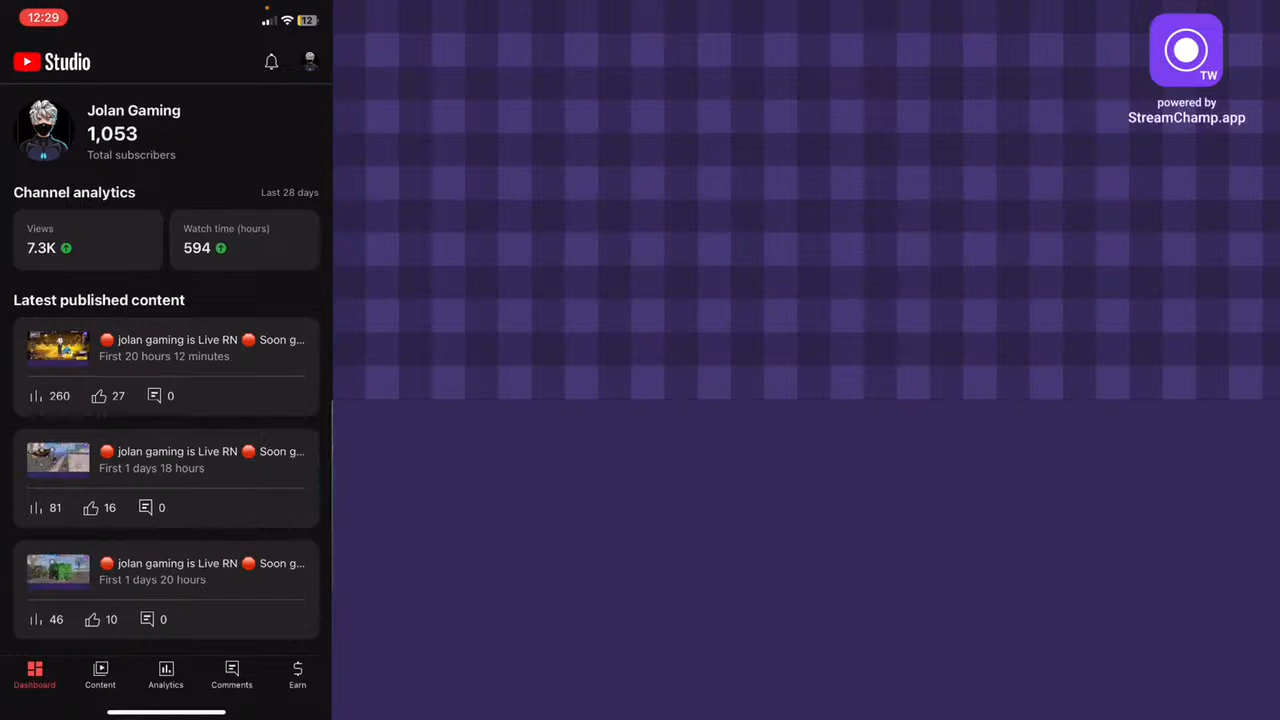 12:29
12
Studio
Jolan Gaming
1,053
Total subscribers
Channel analytics
Last 28 days
Views
7.3K
Watch time (hours)
594
Latest published content
🛑 jolan gaming is Live RN 🛑 Soon g...
First 20 hours 12 minutes
260 27 0
🛑 jolan gaming is Live RN 🛑 Soon g...
First 1 days 18 hours
81 16 0
🛑 jolan gaming is Live RN 🛑 Soon g...
First 1 days 20 hours
46 10 0
Dashboard Content Analytics Comments Earn
TW
powered by
StreamChamp.app